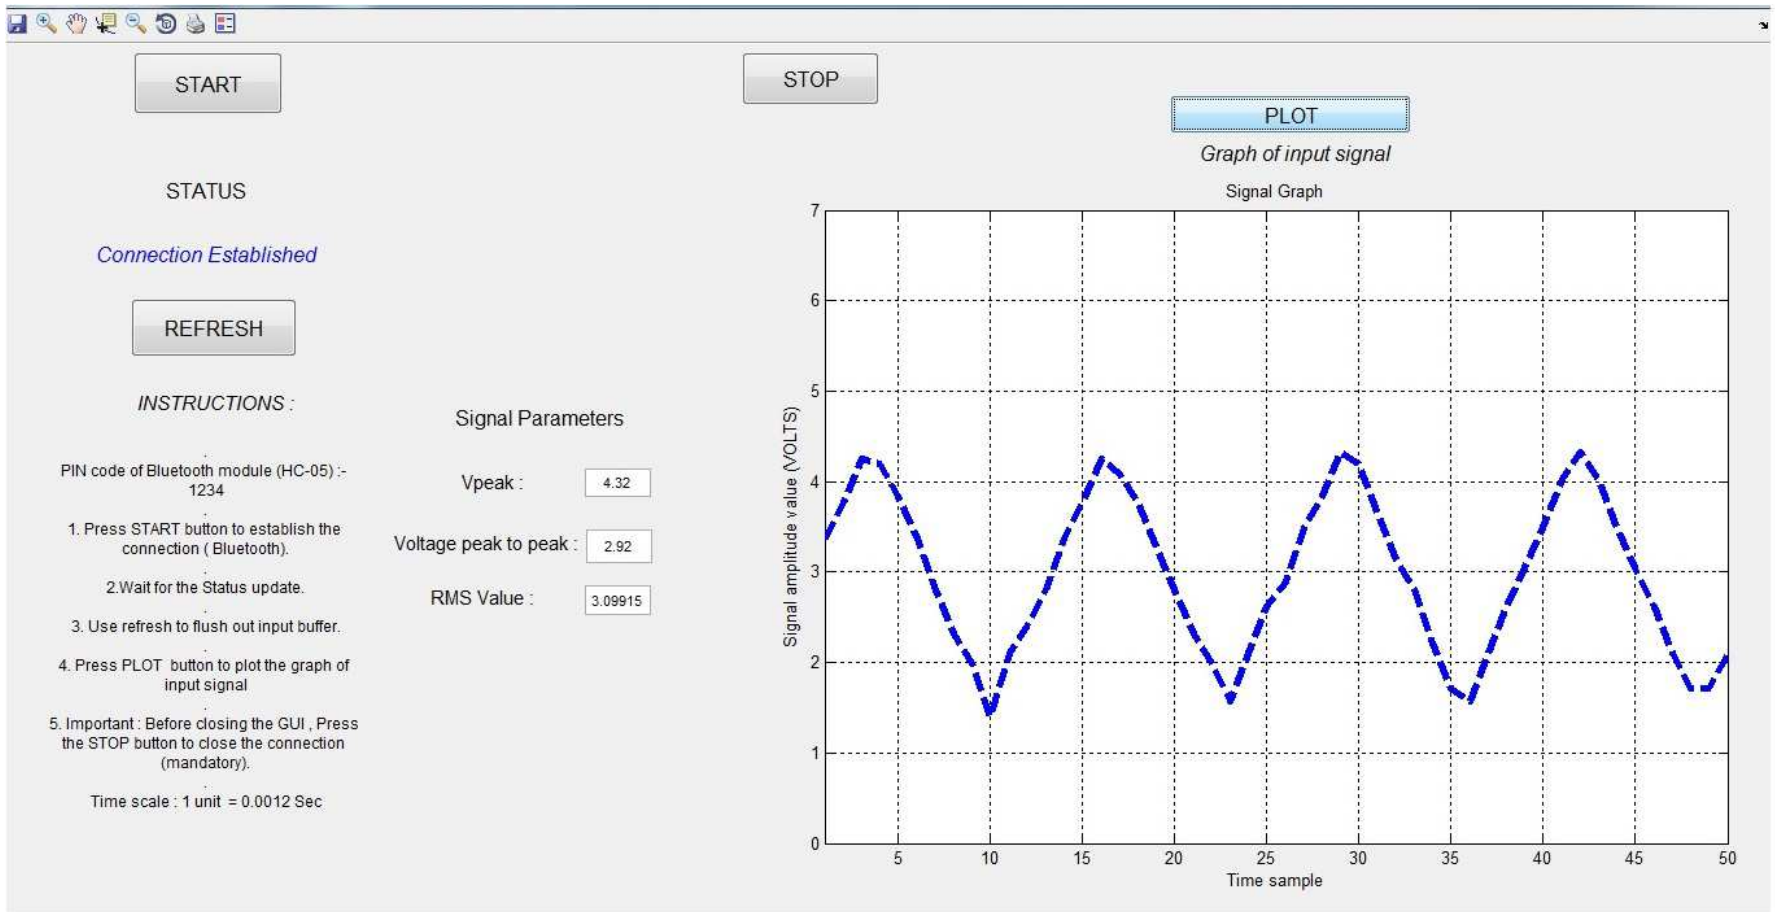 START
STOP
PLOT
Graph of input signal
STATUS
Connection Established
REFRESH
INSTRUCTIONS :
.
PIN code of Bluetooth module (HC-05) :-
1234
.
1. Press START button to establish the
connection ( Bluetooth).
.
2.Wait for the Status update.
.
3. Use refresh to flush out input buffer.
.
4. Press PLOT button to plot the graph of
input signal
.
5. Important : Before closing the GUI , Press
the STOP button to close the connection
(mandatory).
.
Time scale : 1 unit = 0.0012 Sec
Signal Parameters
Vpeak : 4.32
Voltage peak to peak : 2.92
RMS Value : 3.09915
Signal Graph
Signal amplitude value (VOLTS)
7
6
5
4
3
2
1
0
5 10 15 20 25 30 35 40 45 50
Time sample